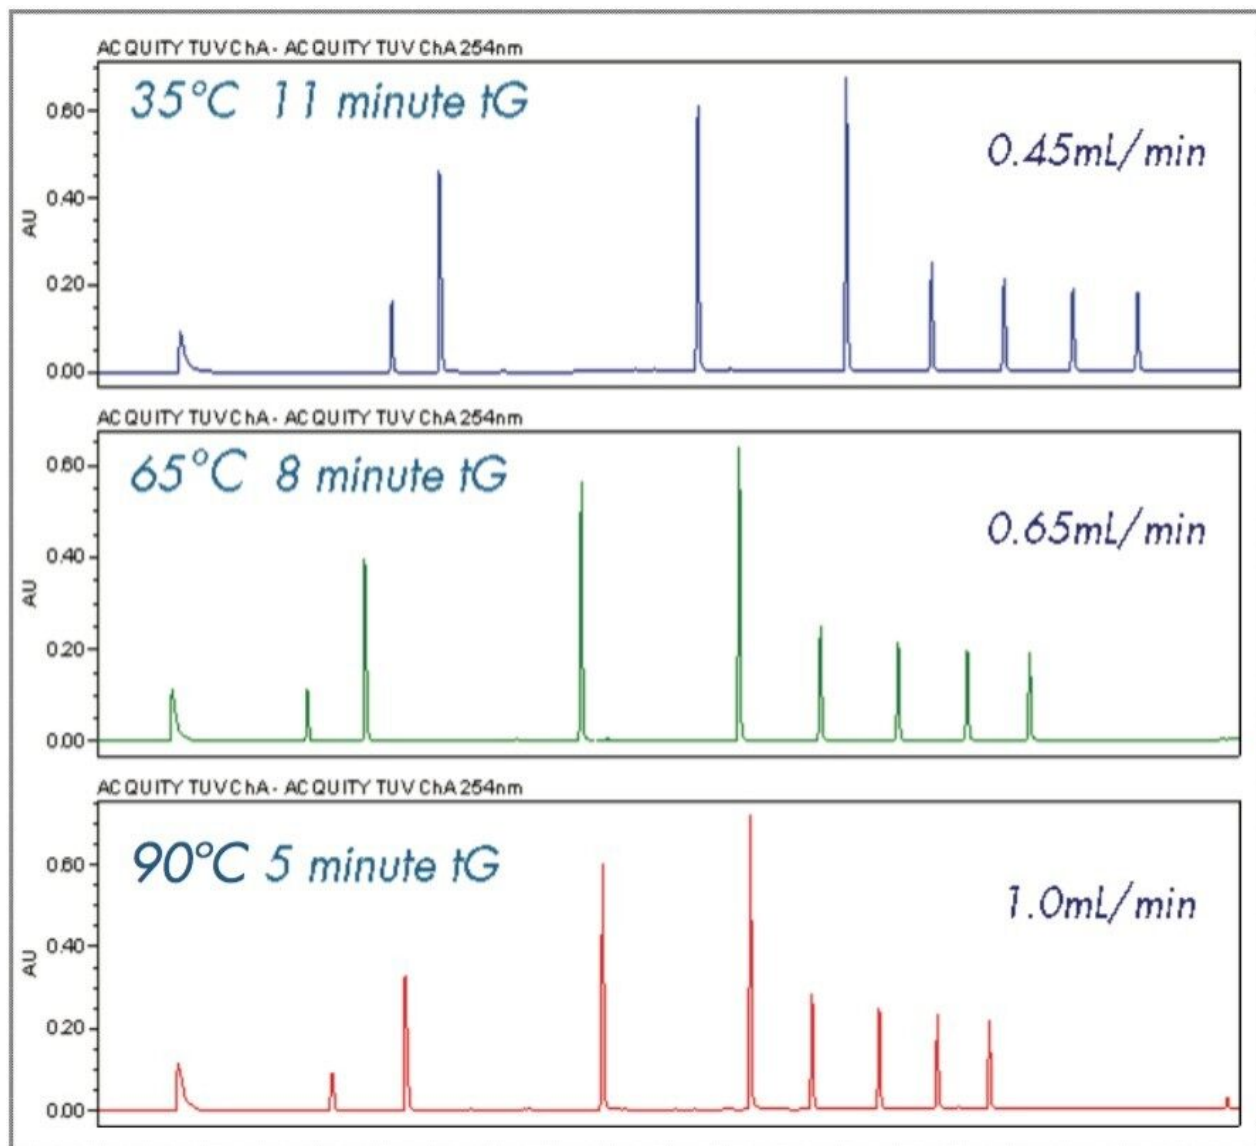 ACQUITY TUV ChA - ACQUITY TUV ChA 254nm
35°C 11 minute tG
0.45mL/min
AU
0.60
0.40
0.20
0.00
ACQUITY TUV ChA - ACQUITY TUV ChA 254nm
65°C 8 minute tG
0.65mL/min
AU
0.60
0.40
0.20
0.00
ACQUITY TUV ChA - ACQUITY TUV ChA 254nm
90°C 5 minute tG
1.0mL/min
AU
0.60
0.40
0.20
0.00